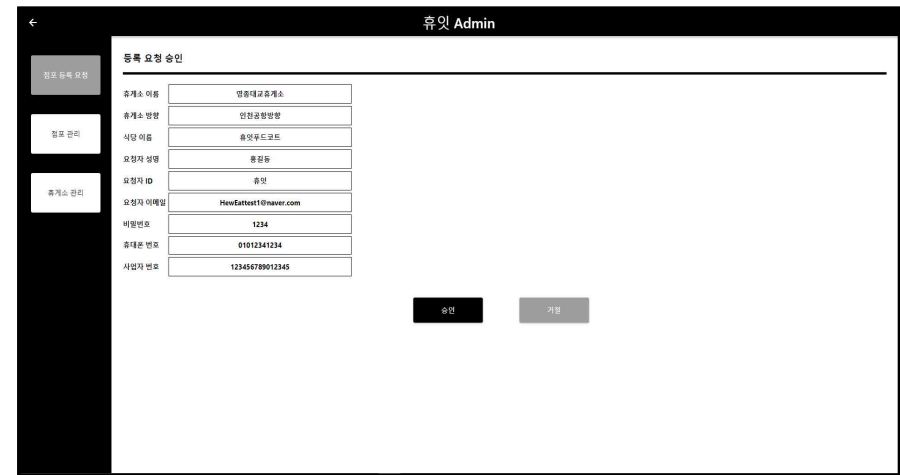 휴잇 Admin
점포 등록 요청
점포 관리
휴게소 관리
등록 요청 승인
휴게소 이름 영종대교휴게소
휴게소 방향 인천공항방향
식당 이름 휴잇푸드코트
요청자 성명 홍길동
요청자 ID 휴잇
요청자 이메일 HewEattest1@naver.com
비밀번호 1234
휴대폰 번호 01012341234
사업자 번호 123456789012345
승인 거절